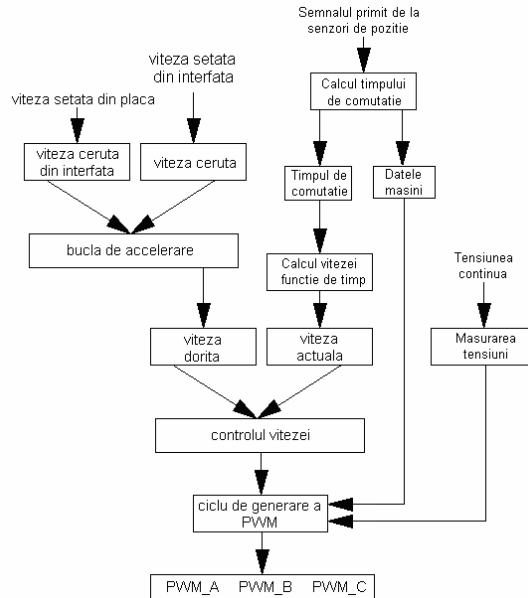 Semnalul primit de la
senzori de pozitie
viteza setata
din interfata
viteza setata din placa
Calcul timpului
de comutatie
viteza ceruta
din interfata
viteza ceruta
Timpul de
comutatie
Datele
masini
bucla de accelerare
Calcul vitezei
functie de timp
Tensiunea
continua
viteza
dorita
viteza
actuala
Masurarea
tensiuni
controlul vitezei
ciclu de generare a
PWM
PWM_A PWM_B PWM_C